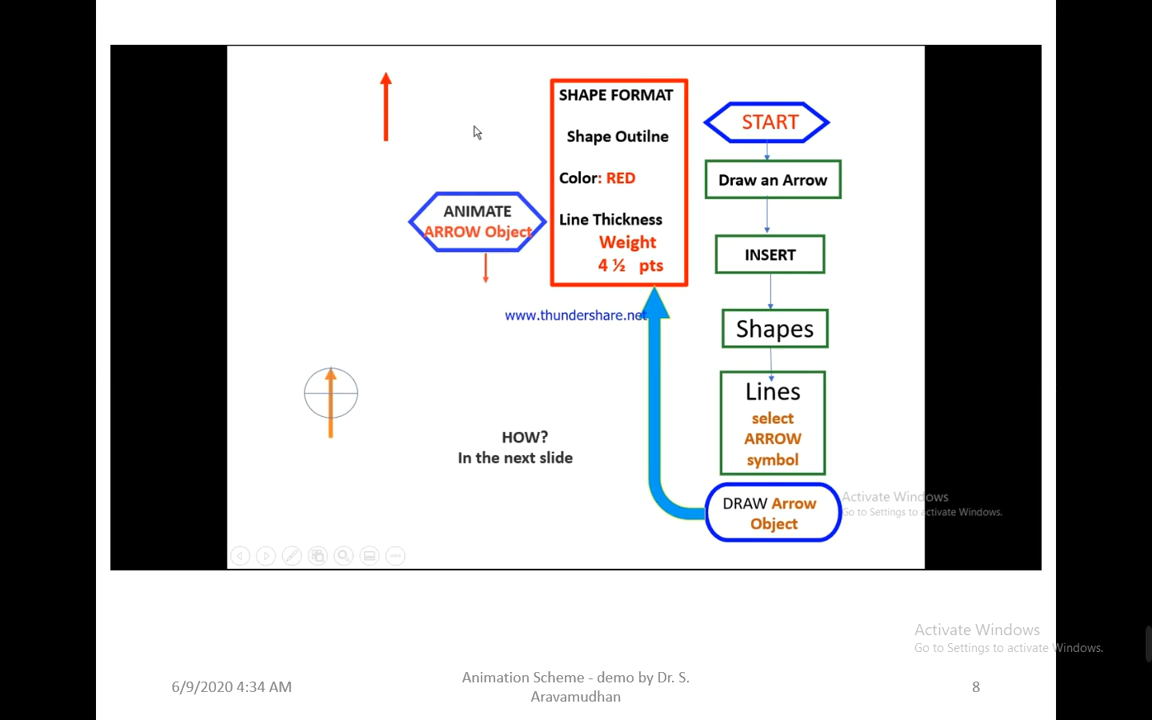 START
Draw an Arrow
INSERT
Shapes
Lines
select
ARROW
symbol
DRAW Arrow
Object
SHAPE FORMAT
Shape Outilne
Color: RED
Line Thickness
Weight
4 ½ pts
ANIMATE
ARROW Object
www.thundershare.net
HOW?
In the next slide
Activate Windows
Go to Settings to activate Windows.
Activate Windows
Go to Settings to activate Windows.
6/9/2020 4:34 AM
Animation Scheme - demo by Dr. S.
Aravamudhan
8